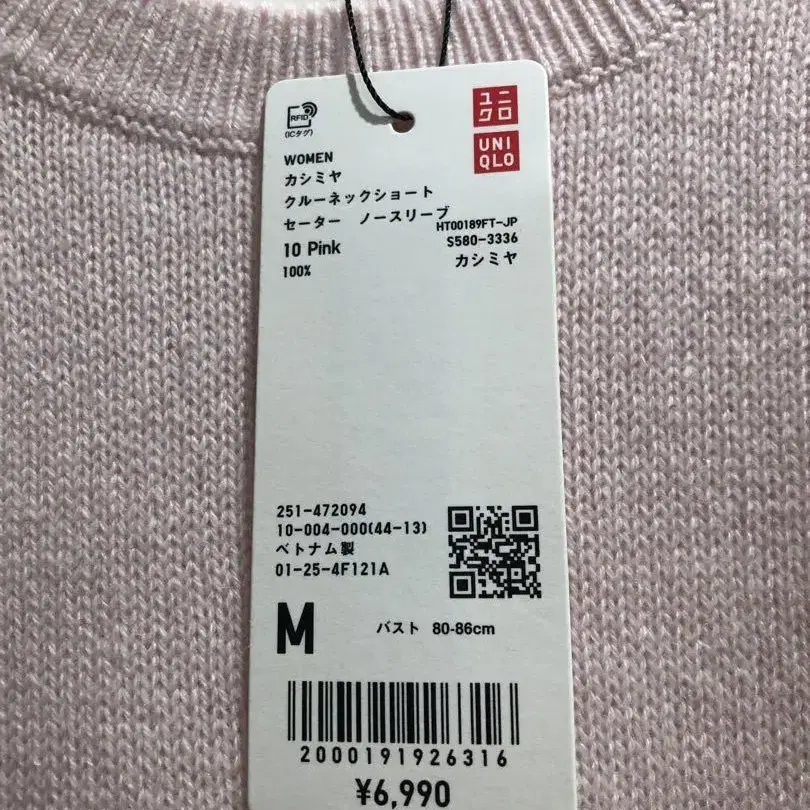 RFID
(ICタグ)
ユニ
クロ
UNI
QLO
WOMEN
カシミヤ
クルーネックショート
セーター ノースリーブ
HT00189FT-JP
10 Pink
S580-3336
100%
カシミヤ
251-472094
10-004-000(44-13)
ベトナム製
01-25-4F121A
M
バスト 80-86cm
2000191926316
¥6,990